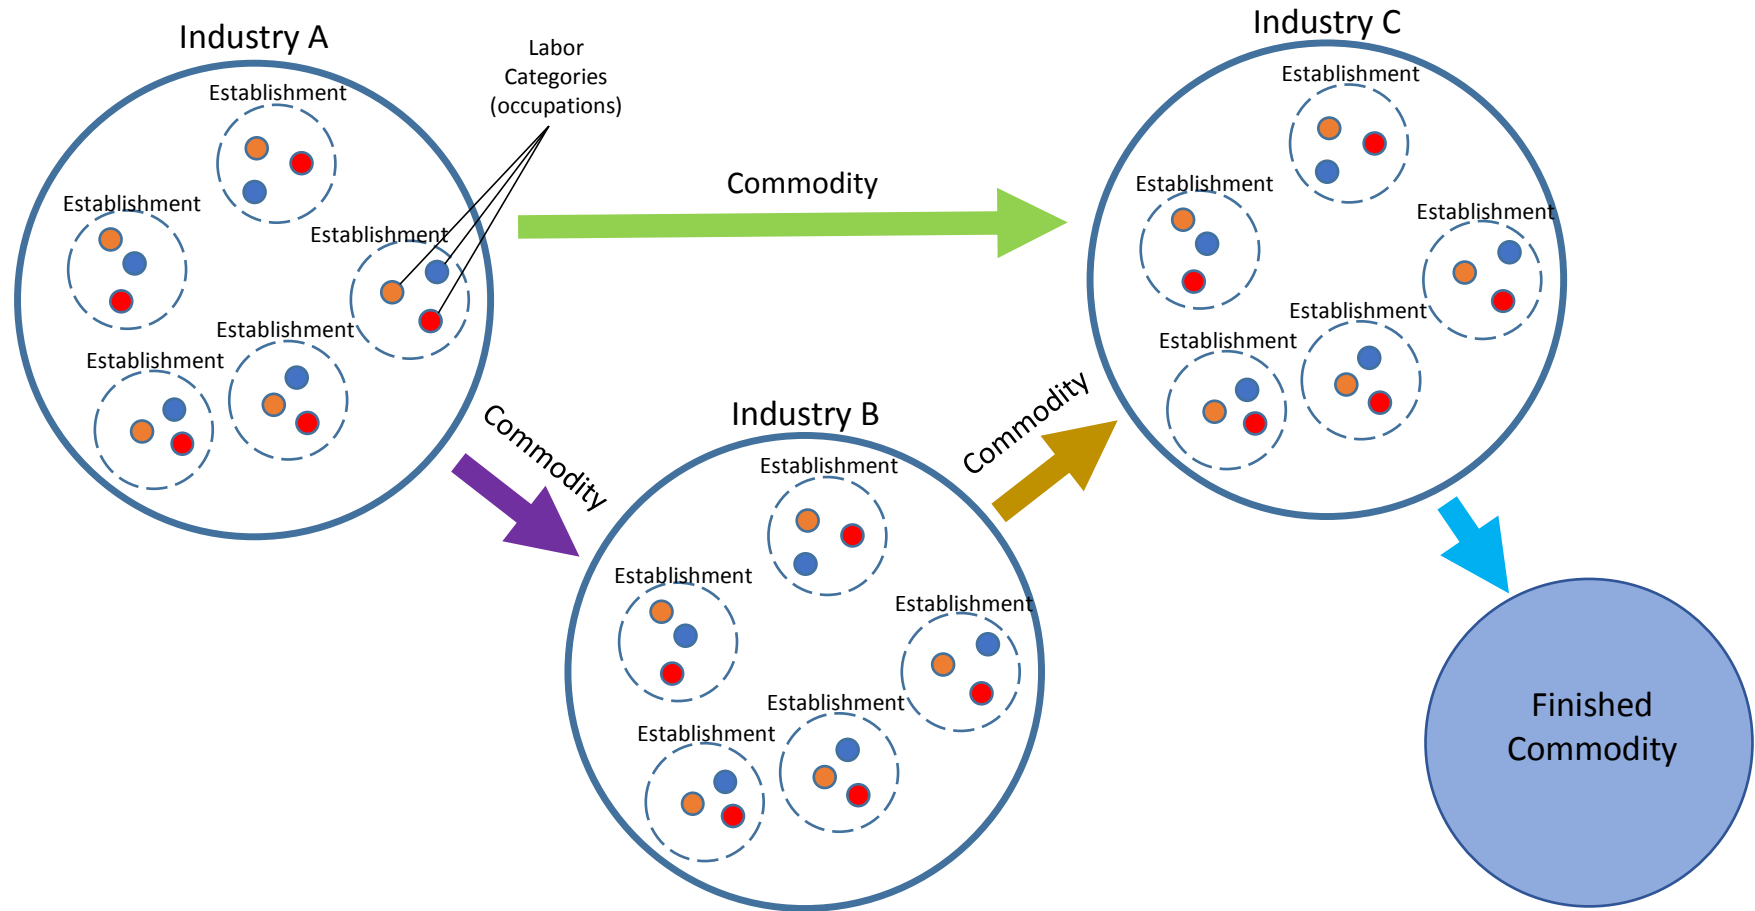 Industry A
Establishment
Establishment
Establishment
Establishment
Establishment
Labor
Categories
(occupations)
Commodity
Commodity
Industry B
Establishment
Establishment
Establishment
Establishment
Establishment
Commodity
Industry C
Establishment
Establishment
Establishment
Establishment
Establishment
Finished
Commodity